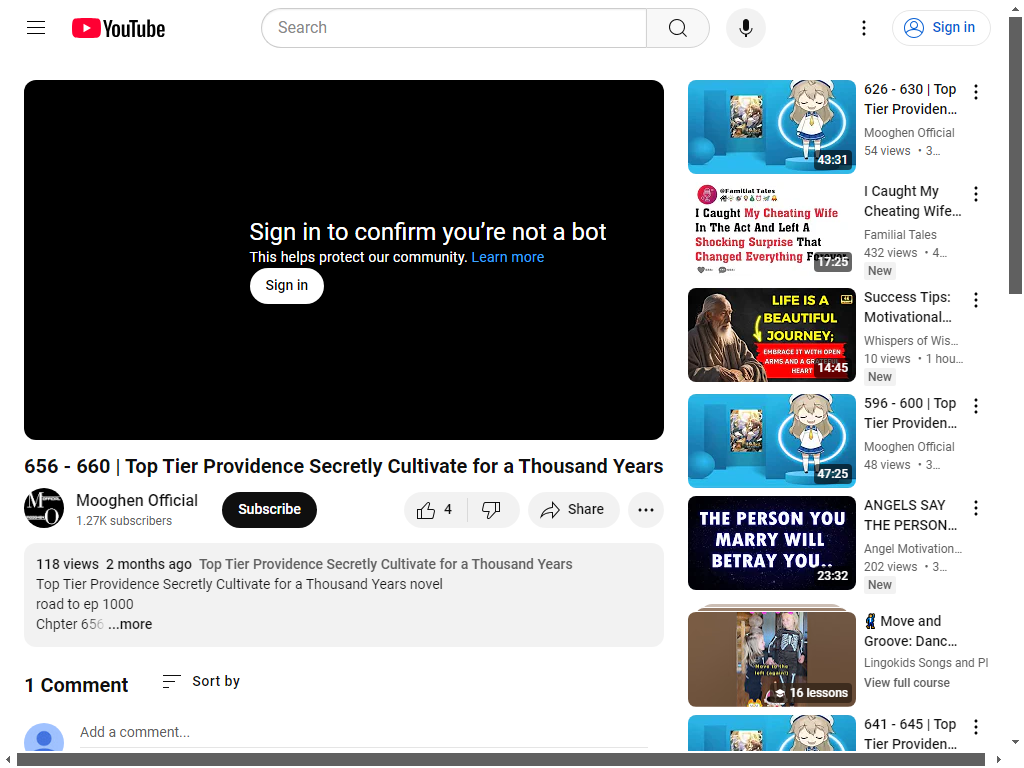 YouTube
Search
Sign in
Sign in to confirm you’re not a bot
This helps protect our community. Learn more
Sign in
656 - 660 | Top Tier Providence Secretly Cultivate for a Thousand Years
Mooghen Official
1.27K subscribers
Subscribe
4
Share
118 views 2 months ago Top Tier Providence Secretly Cultivate for a Thousand Years
Top Tier Providence Secretly Cultivate for a Thousand Years novel
road to ep 1000
Chpter 656 ...more
1 Comment
Sort by
Add a comment...
43:31
626 - 630 | Top
Tier Providen...
Mooghen Official
54 views • 3...
@Familial Tales
I Caught My Cheating Wife
In The Act And Left A
Shocking Surprise That
Changed Everything
17:25
I Caught My
Cheating Wife...
Familial Tales
432 views • 4...
New
LIFE IS A
BEAUTIFUL
JOURNEY;
EMBRACE IT WITH OPEN
ARMS AND A GRATEFUL
HEART
14:45
Success Tips:
Motivational...
Whispers of Wis...
10 views • 1 hou...
New
47:25
596 - 600 | Top
Tier Providen...
Mooghen Official
48 views • 3...
THE PERSON YOU
MARRY WILL
BETRAY YOU..
23:32
ANGELS SAY
THE PERSON...
Angel Motivation...
202 views • 3...
New
Move to the
left (again!)
16 lessons
Move and
Groove: Danc...
Lingokids Songs and Pl
View full course
641 - 645 | Top
Tier Providen...